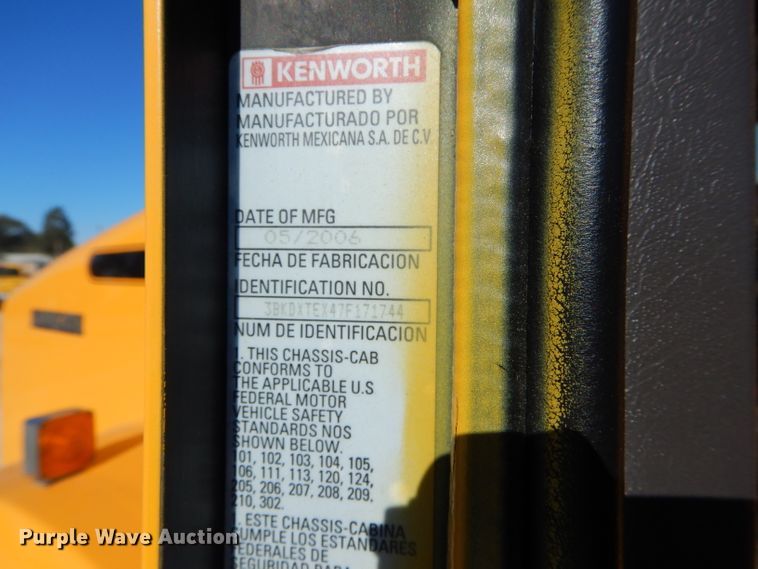 KENWORTH
MANUFACTURED BY
MANUFACTURADO POR
KENWORTH MEXICANA S.A. DE C.V
DATE OF MFG
05/2006
FECHA DE FABRICACION
IDENTIFICATION NO.
3BKDXTEX47F171744
NUM DE IDENTIFICACION
1. THIS CHASSIS-CAB
CONFORMS TO
THE APPLICABLE U.S
FEDERAL MOTOR
VEHICLE SAFETY
STANDARDS NOS
SHOWN BELOW.
101, 102, 103, 104, 105,
106, 111, 113, 120, 124,
205, 206, 207, 208, 209,
210, 302.
. ESTE CHASSIS-CABINA
CUMPLE LOS ESTANDARES
FEDERALES DE
SEGURIDAD PARA
Purple Wave Auction